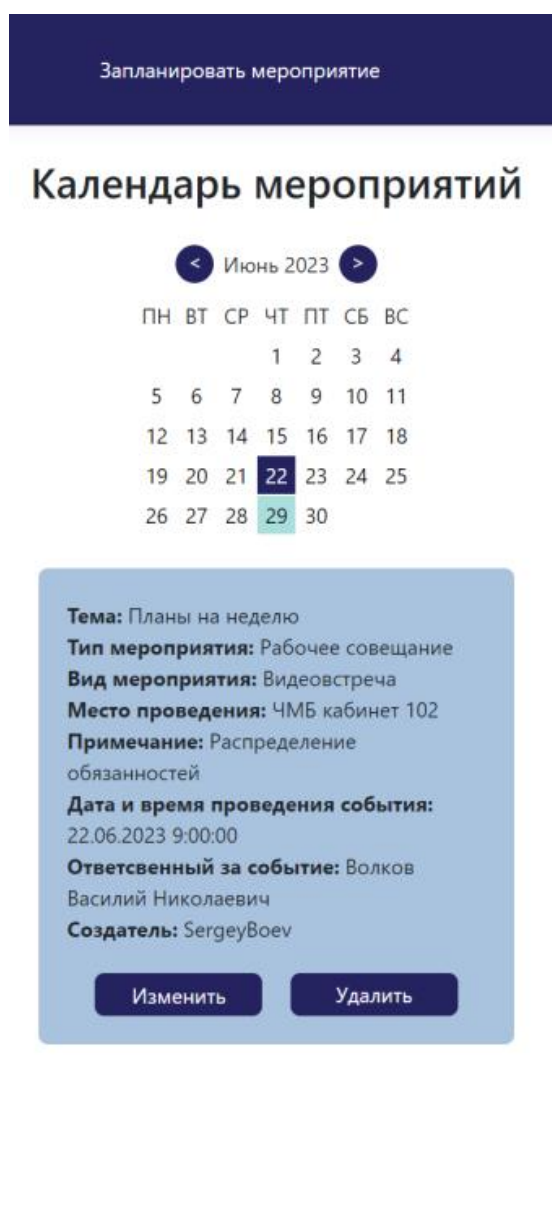 Запланировать мероприятие
Календарь мероприятий
< Июнь 2023 >
ПН ВТ СР ЧТ ПТ СБ ВС
1 2 3 4
5 6 7 8 9 10 11
12 13 14 15 16 17 18
19 20 21 22 23 24 25
26 27 28 29 30
Тема: Планы на неделю
Тип мероприятия: Рабочее совещание
Вид мероприятия: Видеовстреча
Место проведения: ЧМБ кабинет 102
Примечание: Распределение
обязанностей
Дата и время проведения события:
22.06.2023 9:00:00
Ответсвенный за событие: Волков
Василий Николаевич
Создатель: SergeyBoev
Изменить Удалить